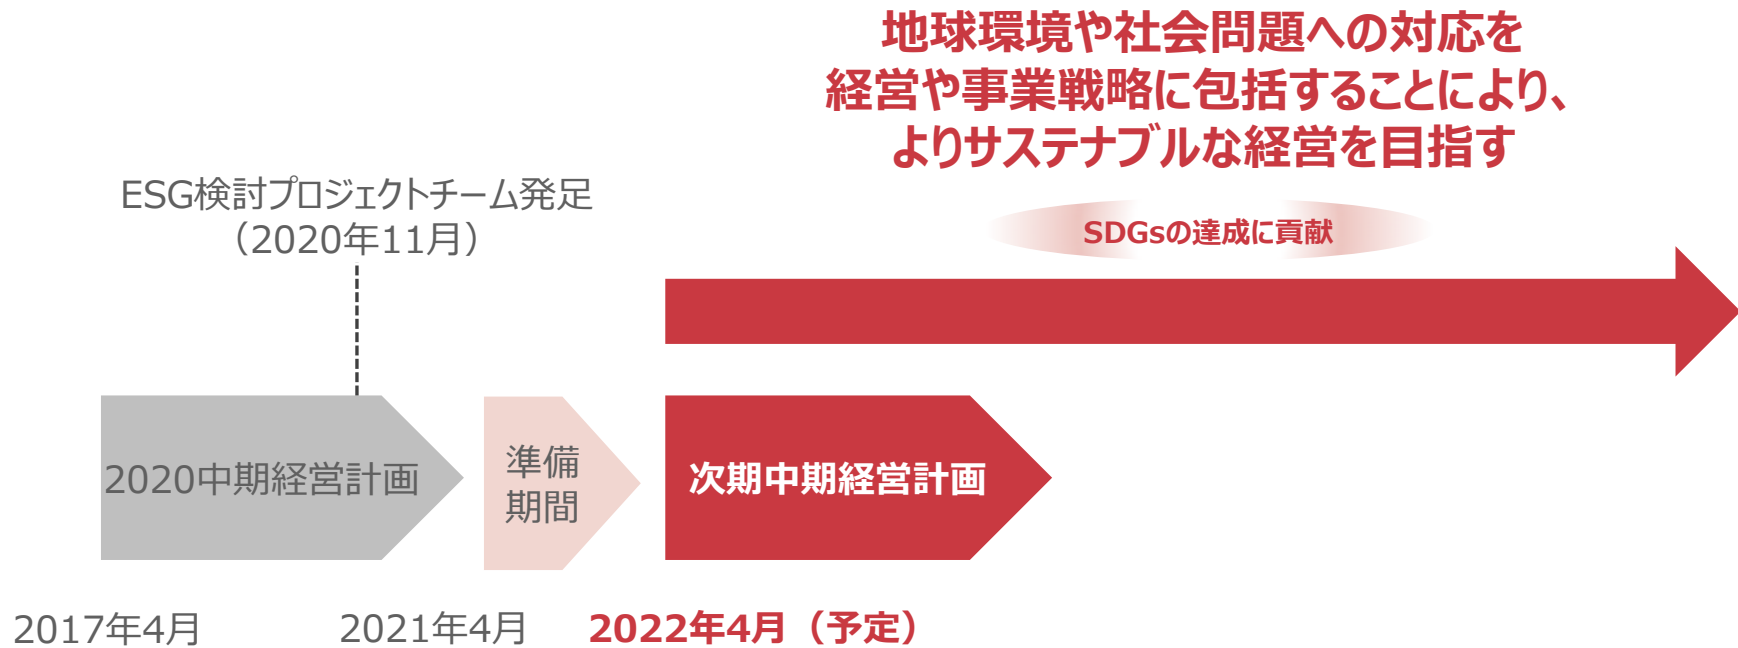 地球環境や社会問題への対応を
経営や事業戦略に包括することにより、
よりサステナブルな経営を目指す
ESG検討プロジェクトチーム発足
（2020年11月）
SDGsの達成に貢献
2020中期経営計画
準備
期間
次期中期経営計画
2017年4月
2021年4月
2022年4月（予定）